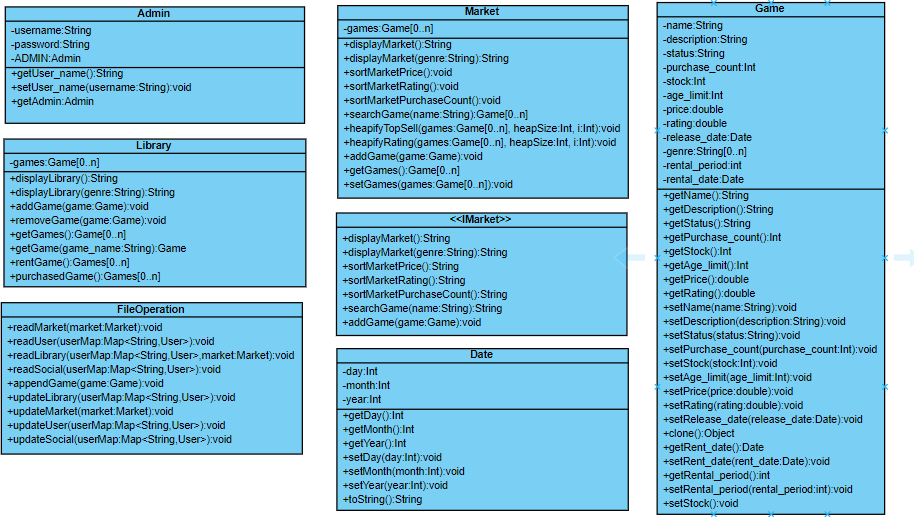 Admin
-username:String
-password:String
-ADMIN:Admin
+getUser_name():String
+setUser_name(username:String):void
+getAdmin:Admin
Library
-games:Game[0..n]
+displayLibrary():String
+displayLibrary(genre:String):String
+addGame(game:Game):void
+removeGame(game:Game):void
+getGames():Game[0..n]
+getGame(game_name:String):Game
+rentGame():Games[0..n]
+purchasedGame():Games[0..n]
FileOperation
+readMarket(market:Market):void
+readUser(userMap:Map<String,User>):void
+readLibrary(userMap:Map<String,User>,market:Market):void
+readSocial(userMap:Map<String,User>):void
+appendGame(game:Game):void
+updateLibrary(userMap:Map<String,User>):void
+updateMarket(market:Market):void
+updateUser(userMap:Map<String,User>):void
+updateSocial(userMap:Map<String,User>):void
Market
-games:Game[0..n]
+displayMarket():String
+displayMarket(genre:String):String
+sortMarketPrice():void
+sortMarketRating():void
+sortMarketPurchaseCount():void
+searchGame(name:String):Game[0..n]
+heapifyTopSell(games:Game[0..n], heapSize:Int, i:Int):void
+heapifyRating(games:Game[0..n], heapSize:Int, i:Int):void
+addGame(game:Game):void
+getGames():Game[0..n]
+setGames(games:Game[0..n]):void
<<IMarket>>
+displayMarket():String
+displayMarket(genre:String):String
+sortMarketPrice():String
+sortMarketRating():String
+sortMarketPurchaseCount():String
+searchGame(name:String):String
+addGame(game:Game):void
Date
-day:Int
-month:Int
-year:Int
+getDay():Int
+getMonth():Int
+getYear():Int
+setDay(day:Int):void
+setMonth(month:Int):void
+setYear(year:Int):void
+toString():String
Game
-name:String
-description:String
-status:String
-purchase_count:Int
-stock:Int
-age_limit:Int
-price:double
-rating:double
-release_date:Date
-genre:String[0..n]
-rental_period:int
-rental_date:Date
+getName():String
+getDescription():String
+getStatus():String
+getPurchase_count():Int
+getStock():Int
+getAge_limit():Int
+getPrice():double
+getRating():double
+setName(name:String):void
+setDescription(description:String):void
+setStatus(status:String):void
+setPurchase_count(purchase_count:Int):void
+setStock(stock:Int):void
+setAge_limit(age_limit:Int):void
+setPrice(price:double):void
+setRating(rating:double):void
+setRelease_date(release_date:Date):void
+clone():Object
+getRent_date():Date
+setRent_date(rent_date:Date):void
+getRental_period():int
+setRental_period(rental_period:int):void
+setStock():void